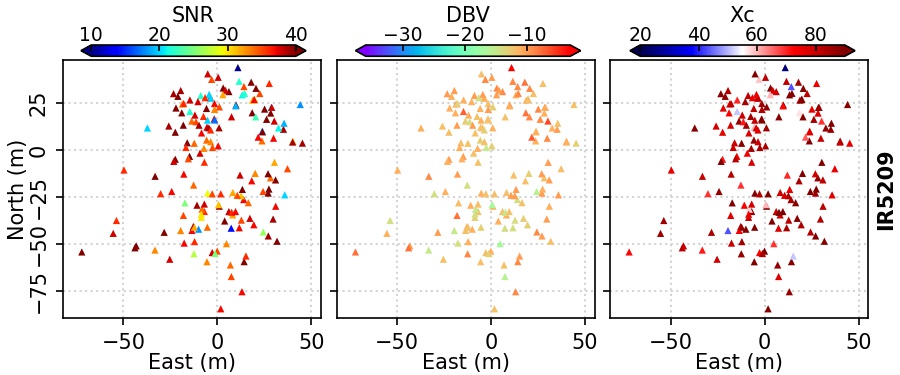 SNR DBV Xc
10 20 30 40 −30 −20 −10 20 40 60 80
25
0
−25
−50
−75
North (m)
−50 0 50 −50 0 50 −50 0 50
East (m) East (m) East (m)
IR5209